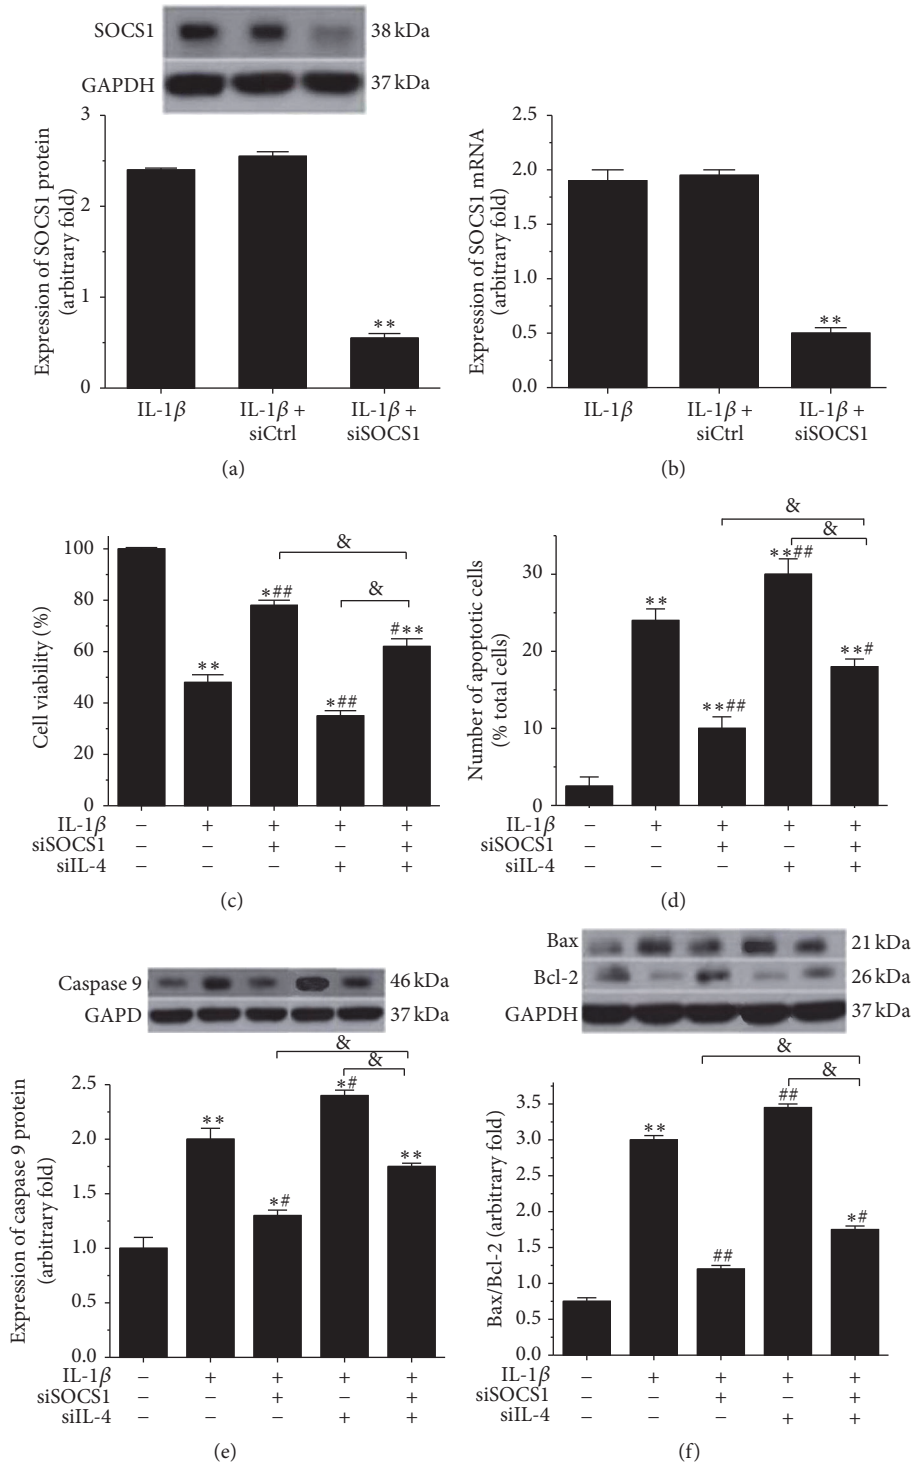 SOCS1 38 kDa
GAPDH 37 kDa
3
2
1
0
Expression of SOCS1 protein
(arbitrary fold)
**
IL-1β IL-1β + IL-1β +
siCtrl siSOCS1
(a)
2.5
2.0
1.5
1.0
0.5
0.0
Expression of SOCS1 mRNA
(arbitrary fold)
**
IL-1β IL-1β + IL-1β +
siCtrl siSOCS1
(b)
100
80
60
40
20
0
Cell viability (%)
&
&
**
*##
*##
#**
IL-1β − + + + +
siSOCS1 − − + − +
siIL-4 − − − + +
(c)
30
20
10
0
Number of apoptotic cells
(% total cells)
&
&
**
**##
**##
**#
IL-1β − + + + +
siSOCS1 − − + − +
siIL-4 − − − + +
(d)
Caspase 9 46 kDa
GAPD 37 kDa
2.5
2.0
1.5
1.0
0.5
0.0
Expression of caspase 9 protein
(arbitrary fold)
&
&
**
*#
*#
**
IL-1β − + + + +
siSOCS1 − − + − +
siIL-4 − − − + +
(e)
Bax 21 kDa
Bcl-2 26 kDa
GAPDH 37 kDa
3.5
3.0
2.5
2.0
1.5
1.0
0.5
0.0
Bax/Bcl-2 (arbitrary fold)
&
&
**
##
##
*#
IL-1β − + + + +
siSOCS1 − − + − +
siIL-4 − − − + +
(f)